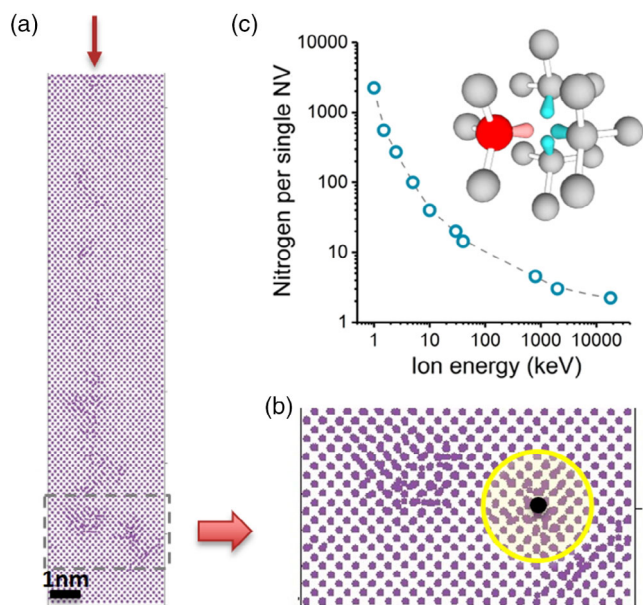 (a)
1nm
(c)
Nitrogen per single NV
10000
1000
100
10
1
1 10 100 1000 10000
Ion energy (keV)
(b)